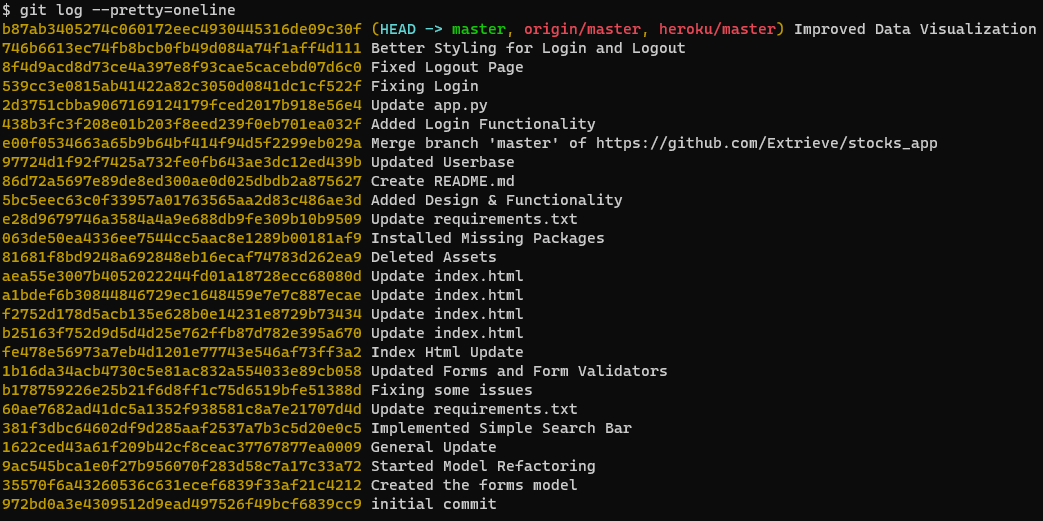 $ git log --pretty=oneline
b87ab3405274c060172eec4930445316de09c30f (HEAD -> master, origin/master, heroku/master) Improved Data Visualization
746b6613ec74fb8bcb0fb49d084a74f1aff4d111 Better Styling for Login and Logout
8f4d9acd8d73ce4a397e8f93cae5cacebd07d6c0 Fixed Logout Page
539cc3e0815ab41422a82c3050d0841dc1cf522f Fixing Login
2d3751cbba9067169124179fced2017b918e56e4 Update app.py
438b3fc3f208e01b203f8eed239f0eb701ea032f Added Login Functionality
e00f0534663a65b9b64bf414f94d5f2299eb029a Merge branch 'master' of https://github.com/Extrieve/stocks_app
97724d1f92f7425a732fe0fb643ae3dc12ed439b Updated Userbase
86d72a5697e89de8ed300ae0d025dbdb2a875627 Create README.md
5bc5eec63c0f33957a01763565aa2d83c486ae3d Added Design & Functionality
e28d9679746a3584a4a9e688db9fe309b10b9509 Update requirements.txt
063de50ea4336ee7544cc5aac8e1289b00181af9 Installed Missing Packages
81681f8bd9248a692848eb16ecaf74783d262ea9 Deleted Assets
aea55e3007b4052022244fd01a18728ecc68080d Update index.html
a1bdef6b30844846729ec1648459e7e7c887ecae Update index.html
f2752d178d5acb135e628b0e14231e8729b73434 Update index.html
b25163f752d9d5d4d25e762ffb87d782e395a670 Update index.html
fe478e56973a7eb4d1201e77743e546af73ff3a2 Index Html Update
1b16da34acb4730c5e81ac832a554033e89cb058 Updated Forms and Form Validators
b178759226e25b21f6d8ff1c75d6519bfe51388d Fixing some issues
60ae7682ad41dc5a1352f938581c8a7e21707d4d Update requirements.txt
381f3dbc64602df9d285aaf2537a7b3c5d20e0c5 Implemented Simple Search Bar
1622ced43a61f209b42cf8ceac37767877ea0009 General Update
9ac545bca1e0f27b956070f283d58c7a17c33a72 Started Model Refactoring
35570f6a43260536c631ecef6839f33af21c4212 Created the forms model
972bd0a3e4309512d9ead497526f49bcf6839cc9 initial commit